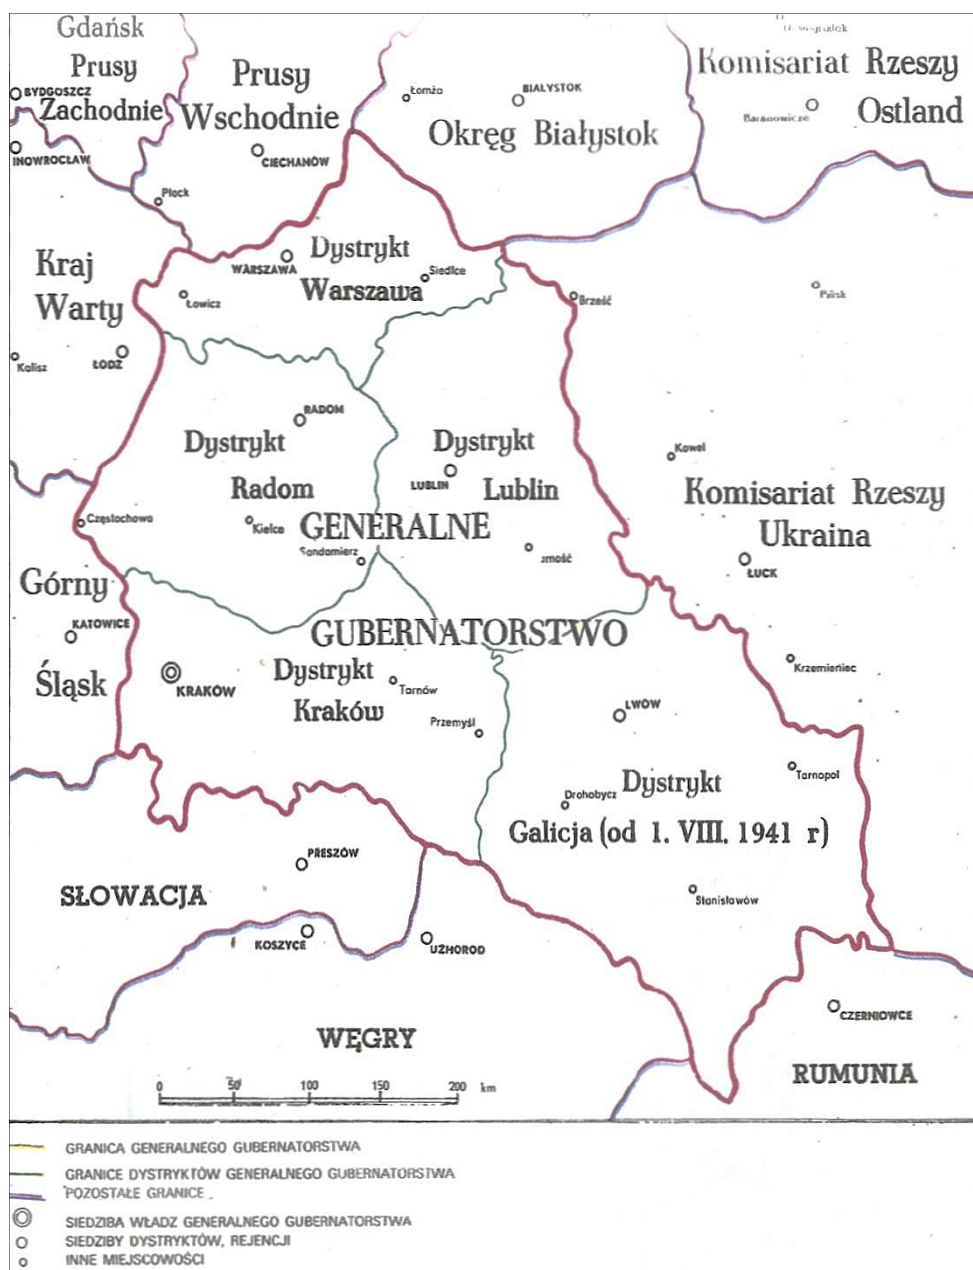 Gdańsk
Prusy
Zachodnie
BYDGOSZCZ
INOWROCŁAW
Prusy
Wschodnie
CIECHANÓW
Płock
Łomża
BIAŁYSTOK
Okręg Białystok
Komisariat Rzeszy
Ostland
Baranowicze
Kraj
Warty
Kalisz
ŁÓDŹ
Dystrykt
Warszawa
WARSZAWA
Siedlce
Łowicz
Brześć
Pińsk
RADOM
Dystrykt
Radom
Kielce
Sandomierz
Częstochowa
Dystrykt
Lublin
LUBLIN
GENERALNE
GUBERNATORSTWO
Kowel
Komisariat Rzeszy
Ukraina
ŁUCK
Krzemieniec
Górny
Śląsk
KATOWICE
KRAKÓW
Dystrykt
Kraków
Tarnów
Przemyśl
LWÓW
Tarnopol
Drohobycz
Dystrykt
Galicja (od 1. VIII. 1941 r)
Stanisławów
PREŚZÓW
SŁOWACJA
KOSZYCE
UŻHOROD
WĘGRY
CZERNIOWCE
RUMUNIA
0 50 100 150 200 km
GRANICA GENERALNEGO GUBERNATORSTWA
GRANICE DYSTRYKTÓW GENERALNEGO GUBERNATORSTWA
POZOSTAŁE GRANICE
SIEDZIBA WŁADZ GENERALNEGO GUBERNATORSTWA
SIEDZIBY DYSTRYKTÓW, REJENCJI
INNE MIEJSCOWOŚCI